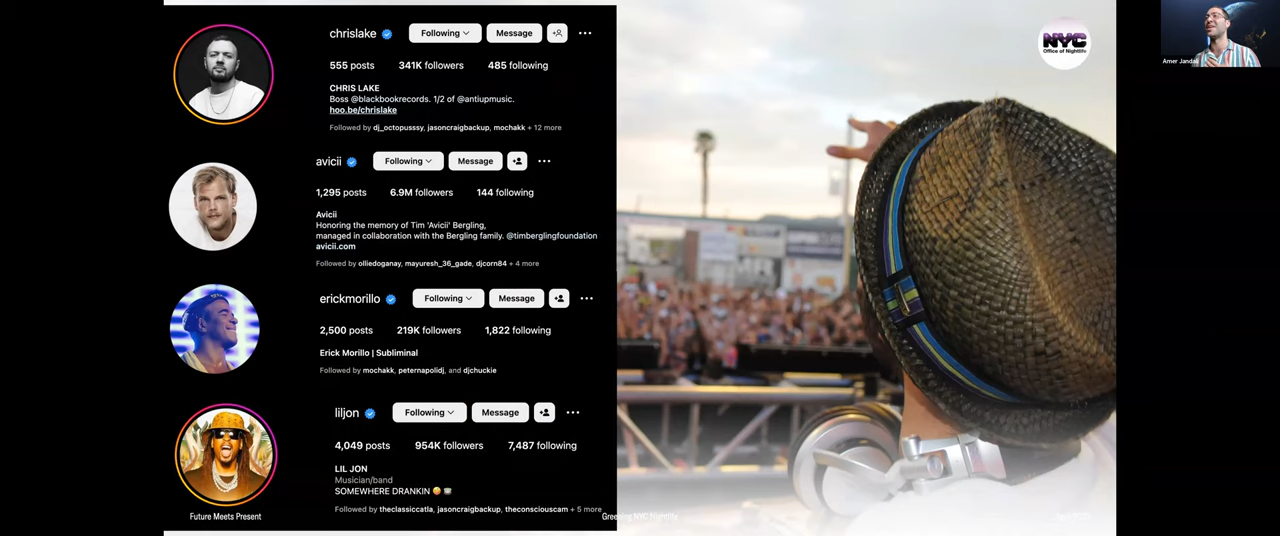 chrislake Following Message
555 posts 341K followers 485 following
CHRIS LAKE
Boss @blackbookrecords. 1/2 of @antiupmusic.
hoo.be/chrislake
Followed by dj_octopusssy, jasoncraigbackup, mochakk + 12 more
avicii Following Message
1,295 posts 6.9M followers 144 following
Avicii
Honoring the memory of Tim 'Avicii' Bergling,
managed in collaboration with the Bergling family. @timberglingfoundation
avicii.com
Followed by olliedoganay, mayuresh_36_gade, djcorn84 + 4 more
erickmorillo Following Message
2,500 posts 219K followers 1,822 following
Erick Morillo | Subliminal
Followed by mochakk, peternapolidj, and djchuckie
liljon Following Message
4,049 posts 954K followers 7,487 following
LIL JON
Musician/band
SOMEWHERE DRANKIN 🤪 🍻
Followed by theclassiccatla, jasoncraigbackup, theconsciouscam + 5 more
Future Meets Present
Greening NYC Nightlife
NYC
Office of Nightlife
Amer Jandali